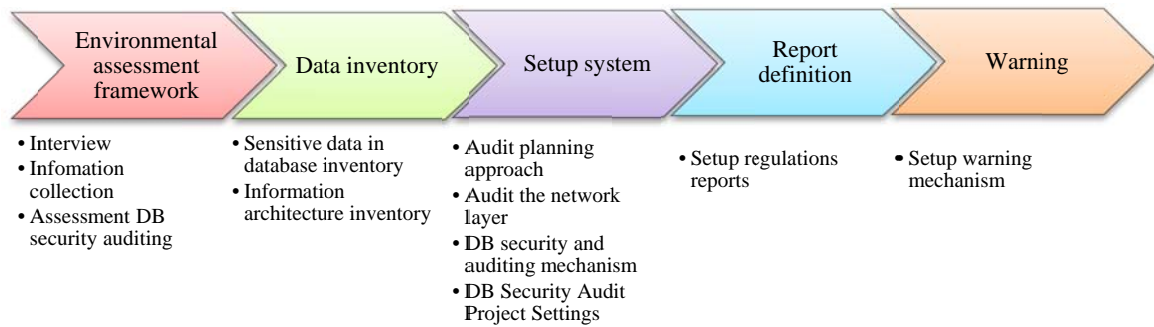 Environmental
assessment
framework
Data inventory
Setup system
Report
definition
Warning
• Interview
• Infomation
collection
• Assessment DB
security auditing
• Sensitive data in
database inventory
• Information
architecture inventory
• Audit planning
approach
• Audit the network
layer
• DB security and
auditing mechanism
• DB Security Audit
Project Settings
• Setup regulations
reports
• Setup warning
mechanism